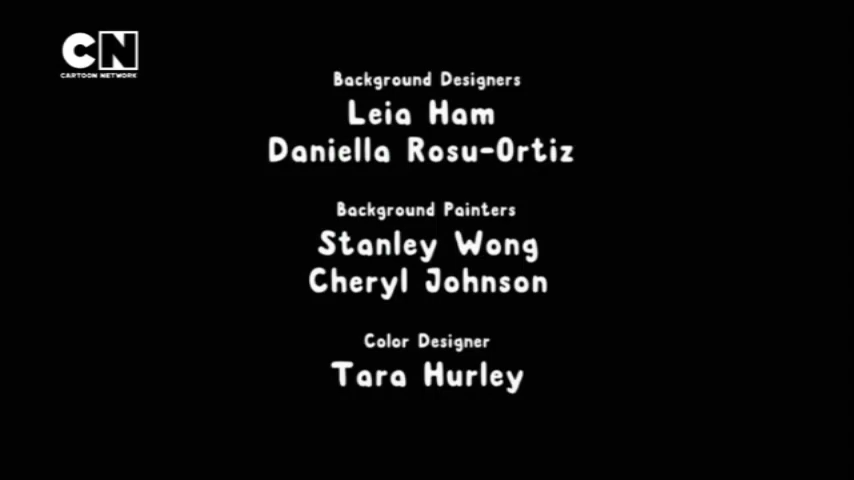 CN
CARTOON NETWORK
Background Designers
Leia Ham
Daniella Rosu-Ortiz
Background Painters
Stanley Wong
Cheryl Johnson
Color Designer
Tara Hurley